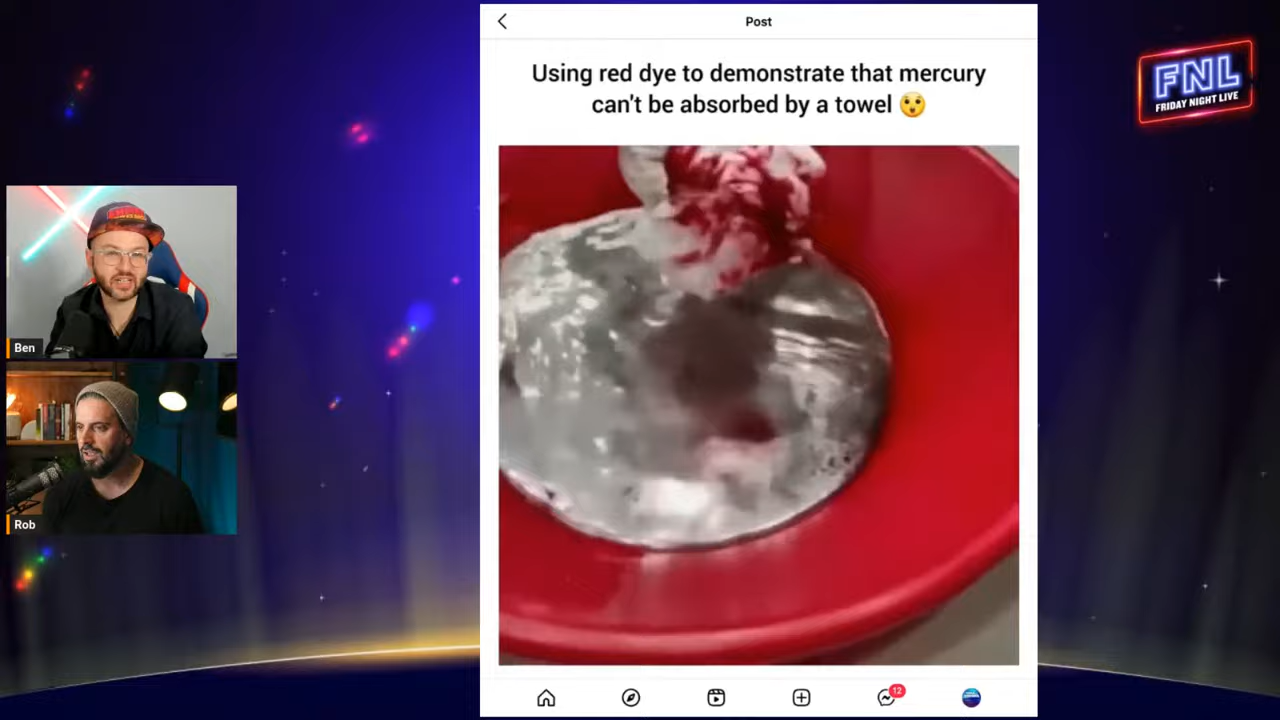 Post
Using red dye to demonstrate that mercury
can't be absorbed by a towel 😯
FNL
FRIDAY NIGHT LIVE
Ben
Rob
12